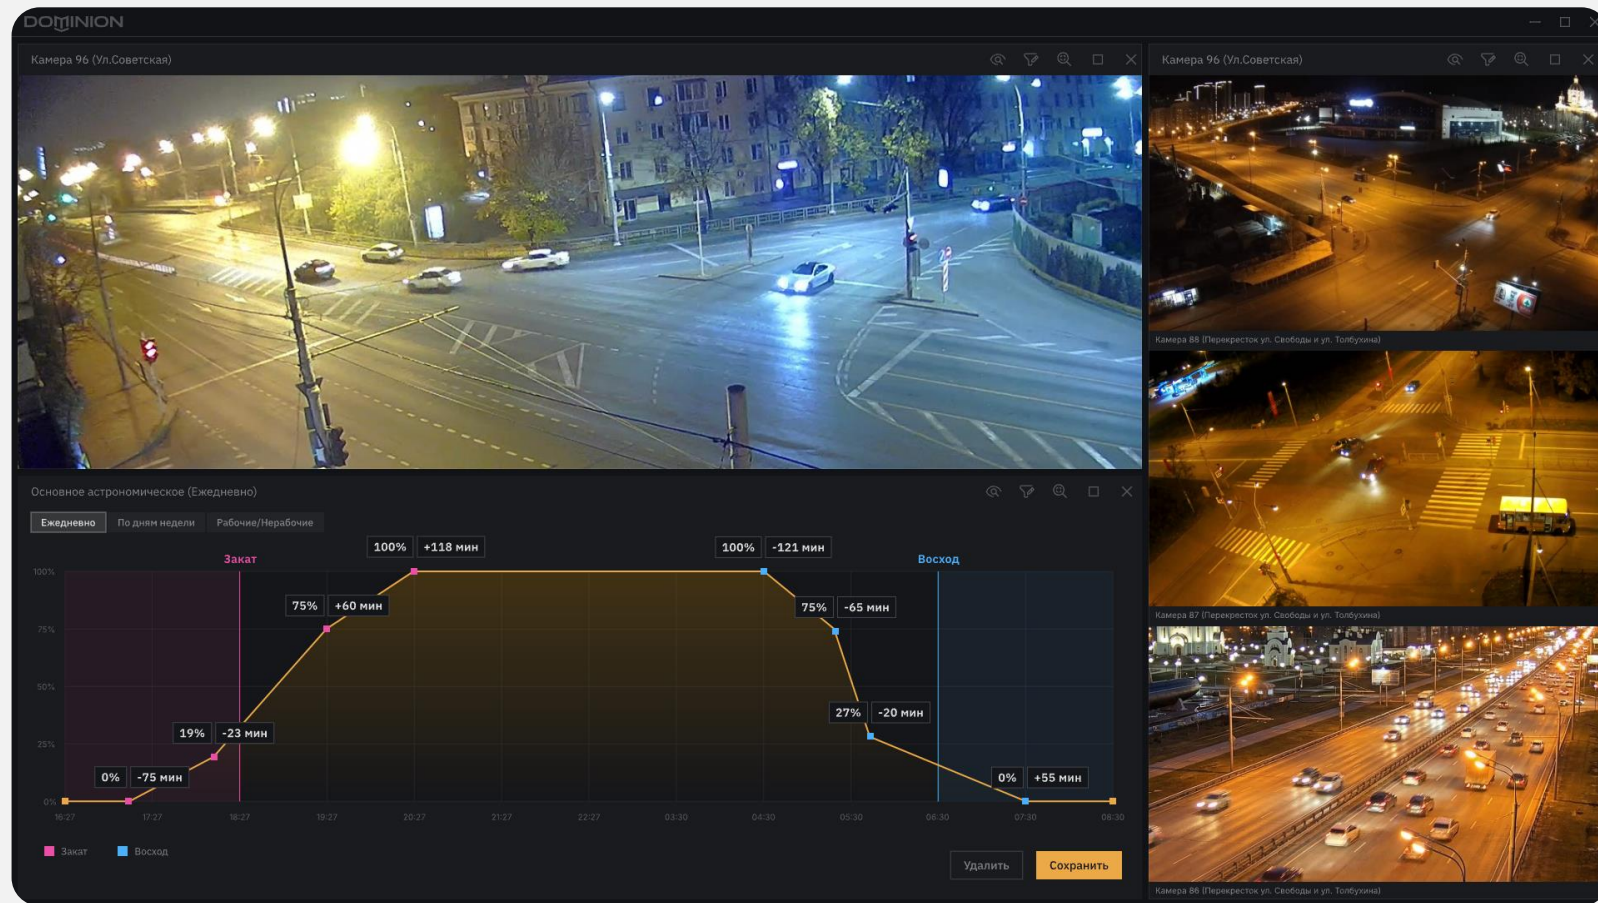 DOMINION
Камера 96 (Ул.Советская)
Камера 96 (Ул.Советская)
Камера 88 (Перекресток ул. Свободы и ул. Толбухина)
Камера 87 (Перекресток ул. Свободы и ул. Толбухина)
Камера 86 (Перекресток ул. Свободы и ул. Толбухина)
Основное астрономическое (Ежедневно)
Ежедневно По дням недели Рабочие/Нерабочие
Закат
Восход
100% +118 мин
100% -121 мин
75% +60 мин
75% -65 мин
19% -23 мин
27% -20 мин
0% -75 мин
0% +55 мин
100%
75%
50%
25%
0%
16:27 17:27 18:27 19:27 20:27 21:27 22:27 03:30 04:30 05:30 06:30 07:30 08:30
Закат Восход
Удалить Сохранить